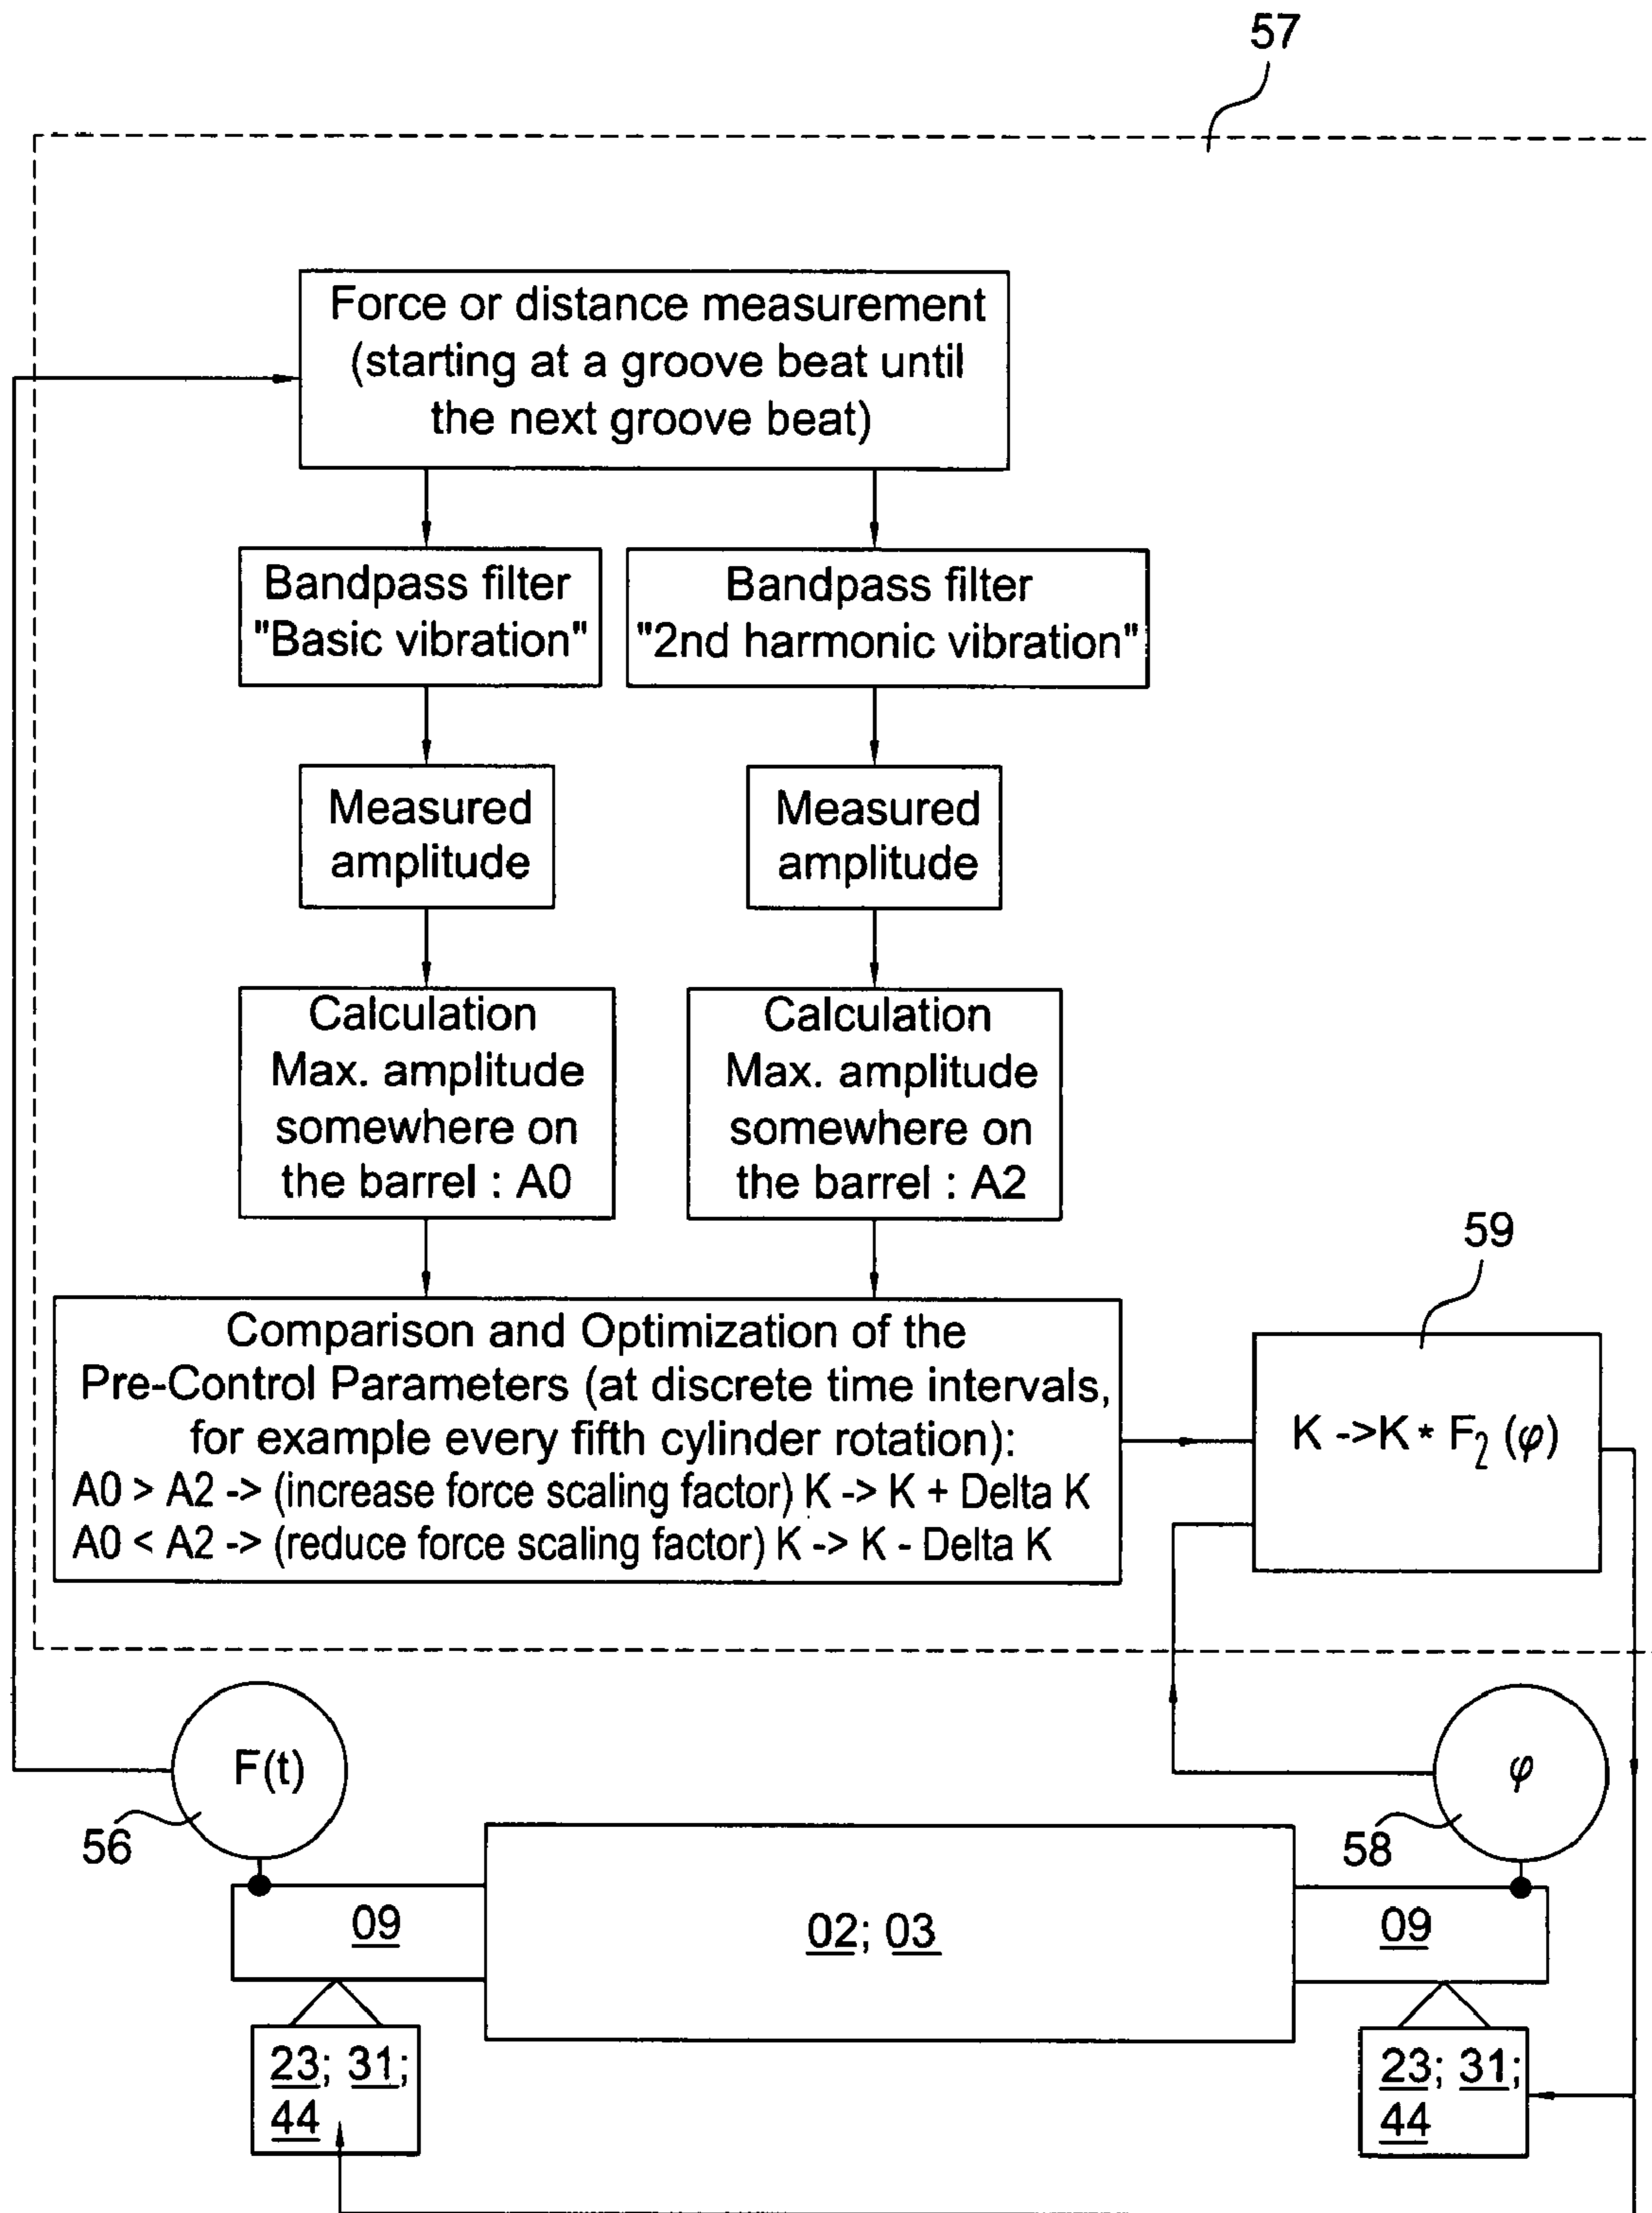 57
Force or distance measurement
(starting at a groove beat until
the next groove beat)
Bandpass filter
"Basic vibration"
Bandpass filter
"2nd harmonic vibration"
Measured
amplitude
Measured
amplitude
Calculation
Max. amplitude
somewhere on
the barrel : A0
Calculation
Max. amplitude
somewhere on
the barrel : A2
59
Comparison and Optimization of the
Pre-Control Parameters (at discrete time intervals,
for example every fifth cylinder rotation):
A0 > A2 -> (increase force scaling factor) K -> K + Delta K
A0 < A2 -> (reduce force scaling factor) K -> K - Delta K
K ->K * F₂ (φ)
F(t)
φ
56
58
09
02; 03
09
23; 31;
44
23; 31;
44